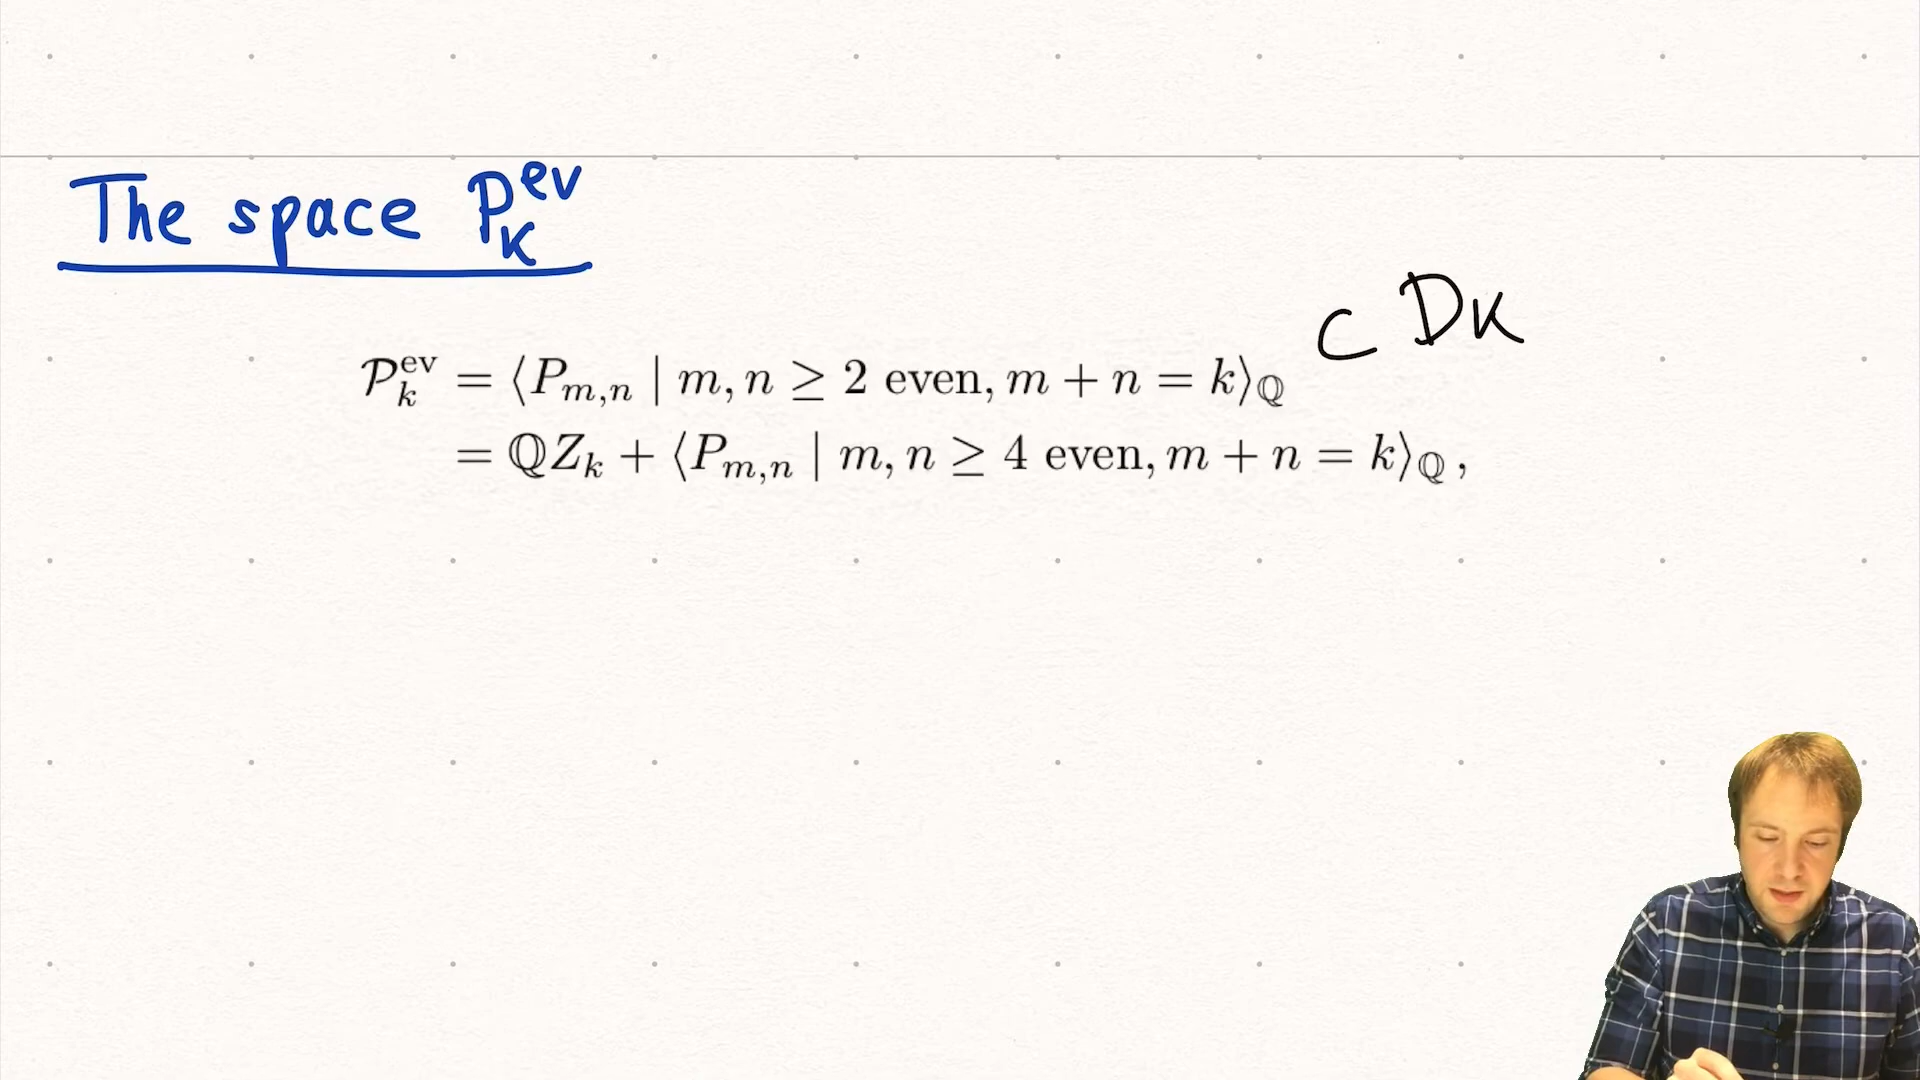 The space P_k^ev
⊂ D_k
𝒫_k^ev = ⟨P_{m,n} | m, n ≥ 2 even, m + n = k⟩_ℚ
= ℚZ_k + ⟨P_{m,n} | m, n ≥ 4 even, m + n = k⟩_ℚ ,